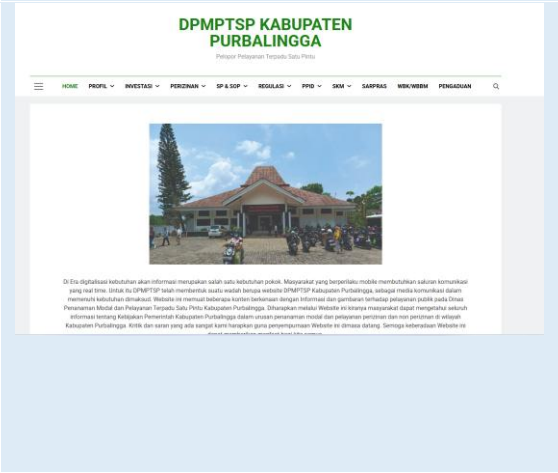 DPMPTSP KABUPATEN
PURBALINGGA
Pelopor Pelayanan Terpadu Satu Pintu
HOME PROFIL INVESTASI PERIZINAN SP & SOP REGULASI PPID SKM SARPRAS WBK/WBBM PENGADUAN
Di Era digitalisasi kebutuhan akan informasi merupakan salah satu kebutuhan pokok. Masyarakat yang berperilaku mobile membutuhkan saluran komunikasi
yang real time. Untuk itu DPMPTSP telah membentuk suatu wadah berupa website DPMPTSP Kabupaten Purbalingga, sebagai media komunikasi dalam
memenuhi kebutuhan dimaksud. Website ini memuat beberapa konten berkenaan dengan Informasi dan gambaran terhadap pelayanan publik pada Dinas
Penanaman Modal dan Pelayanan Terpadu Satu Pintu Kabupaten Purbalingga. Diharapkan melalui Website ini kiranya masyarakat dapat mengetahui seluruh
informasi tentang Kebijakan Pemerintah Kabupaten Purbalingga dalam urusan penanaman modal dan pelayanan perizinan dan non perizinan di wilayah
Kabupaten Purbalingga. Kritik dan saran yang ada sangat kami harapkan guna penyempurnaan Website ini dimasa datang. Semoga keberadaan Website ini